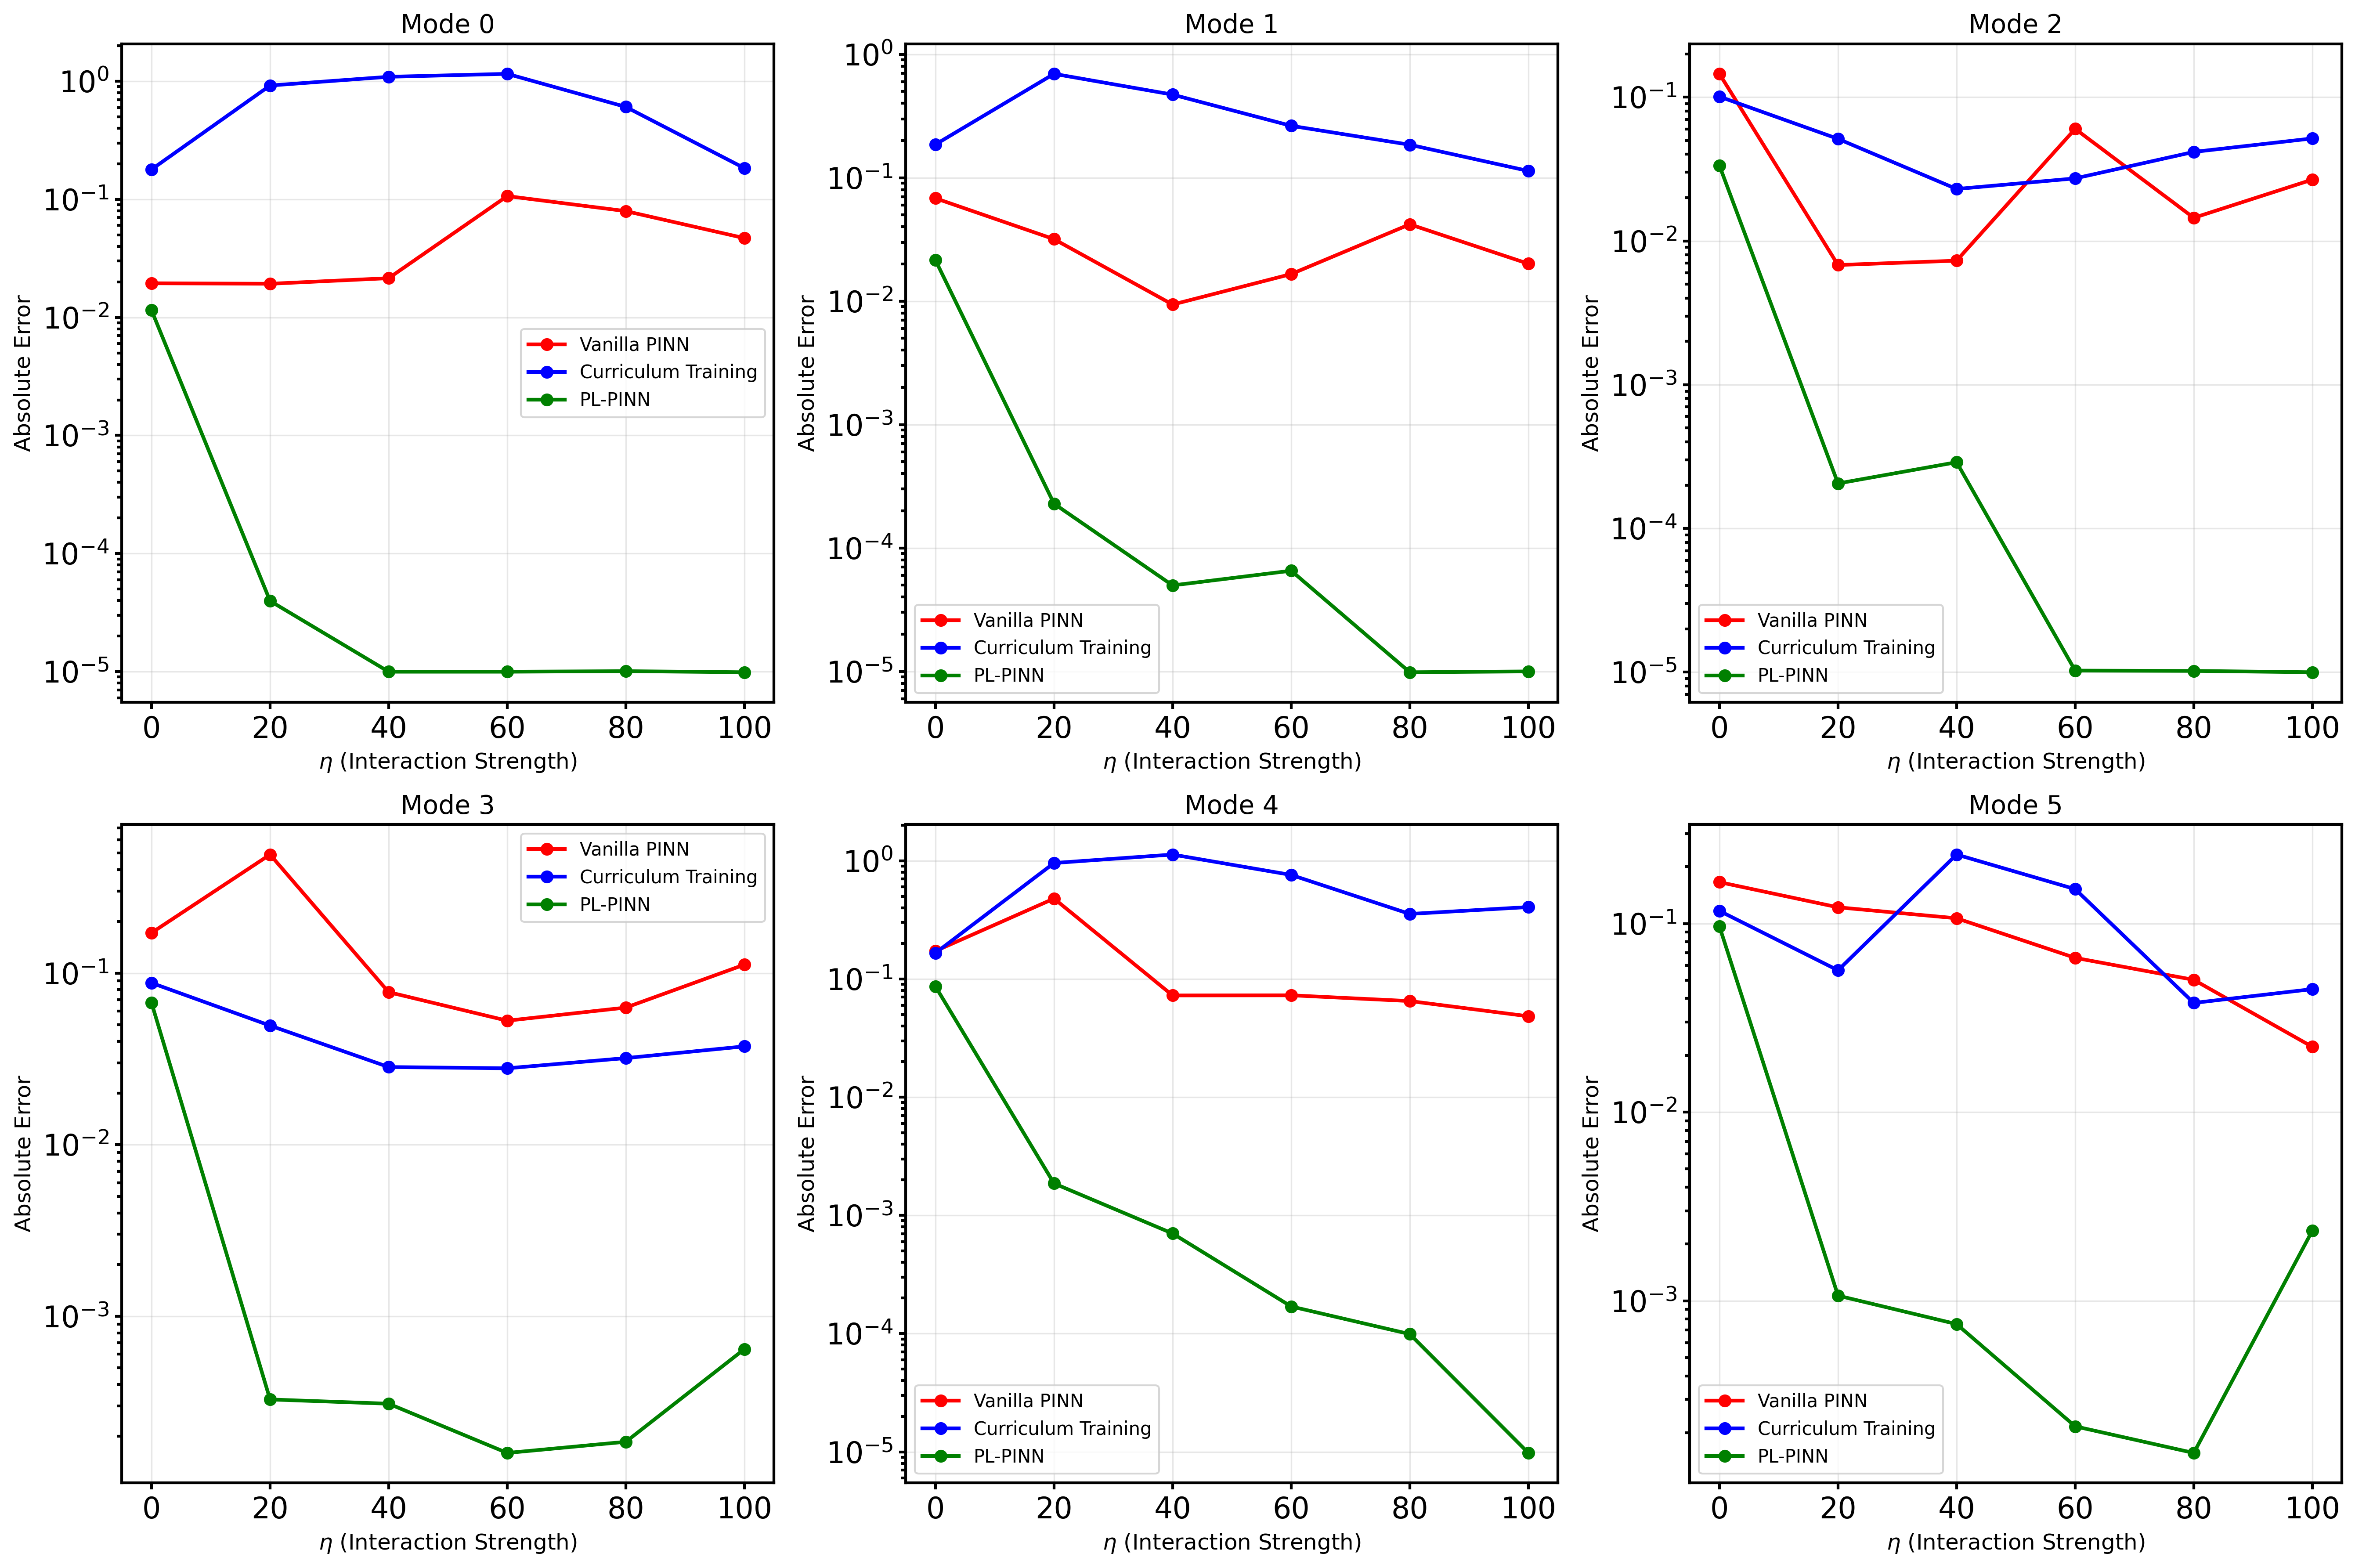 Mode 0
Absolute Error
10⁰
10⁻¹
10⁻²
10⁻³
10⁻⁴
10⁻⁵
Vanilla PINN
Curriculum Training
PL-PINN
0 20 40 60 80 100
η (Interaction Strength)
Mode 1
Absolute Error
10⁰
10⁻¹
10⁻²
10⁻³
10⁻⁴
10⁻⁵
Vanilla PINN
Curriculum Training
PL-PINN
0 20 40 60 80 100
η (Interaction Strength)
Mode 2
Absolute Error
10⁻¹
10⁻²
10⁻³
10⁻⁴
10⁻⁵
Vanilla PINN
Curriculum Training
PL-PINN
0 20 40 60 80 100
η (Interaction Strength)
Mode 3
Absolute Error
10⁻¹
10⁻²
10⁻³
Vanilla PINN
Curriculum Training
PL-PINN
0 20 40 60 80 100
η (Interaction Strength)
Mode 4
Absolute Error
10⁰
10⁻¹
10⁻²
10⁻³
10⁻⁴
10⁻⁵
Vanilla PINN
Curriculum Training
PL-PINN
0 20 40 60 80 100
η (Interaction Strength)
Mode 5
Absolute Error
10⁻¹
10⁻²
10⁻³
Vanilla PINN
Curriculum Training
PL-PINN
0 20 40 60 80 100
η (Interaction Strength)